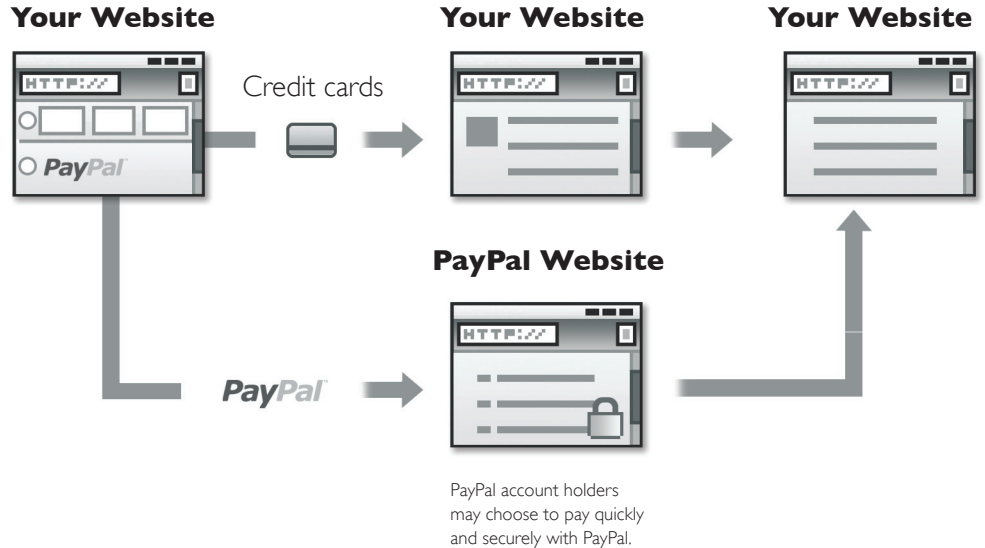 Your Website
Your Website
Your Website
HTTP://
HTTP://
HTTP://
Credit cards
PayPal
PayPal Website
HTTP://
PayPal
PayPal account holders
may choose to pay quickly
and securely with PayPal.